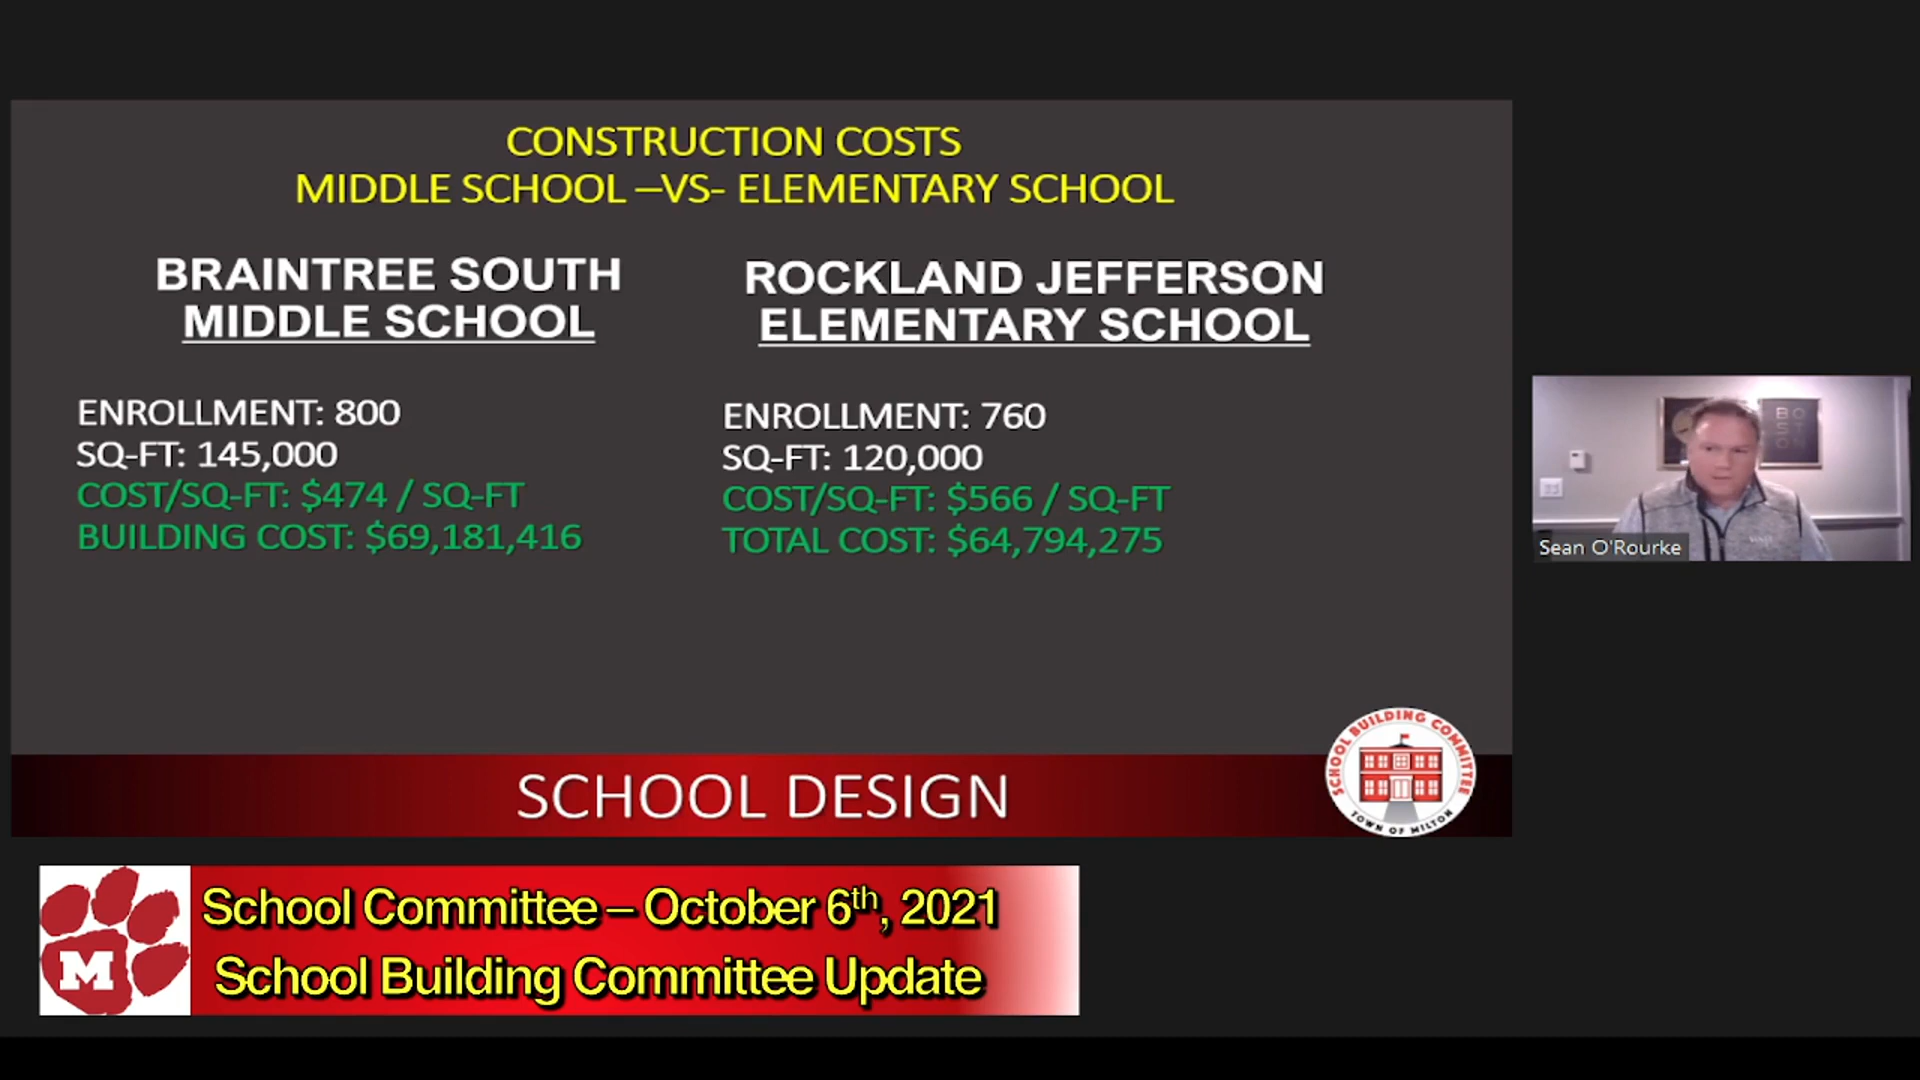 CONSTRUCTION COSTS
MIDDLE SCHOOL –VS- ELEMENTARY SCHOOL
BRAINTREE SOUTH
MIDDLE SCHOOL
ENROLLMENT: 800
SQ-FT: 145,000
COST/SQ-FT: $474 / SQ-FT
BUILDING COST: $69,181,416
ROCKLAND JEFFERSON
ELEMENTARY SCHOOL
ENROLLMENT: 760
SQ-FT: 120,000
COST/SQ-FT: $566 / SQ-FT
TOTAL COST: $64,794,275
BO
SO
TN
Sean O'Rourke
SCHOOL DESIGN
SCHOOL BUILDING COMMITTEE
TOWN OF MILTON
M
School Committee – October 6th, 2021
School Building Committee Update